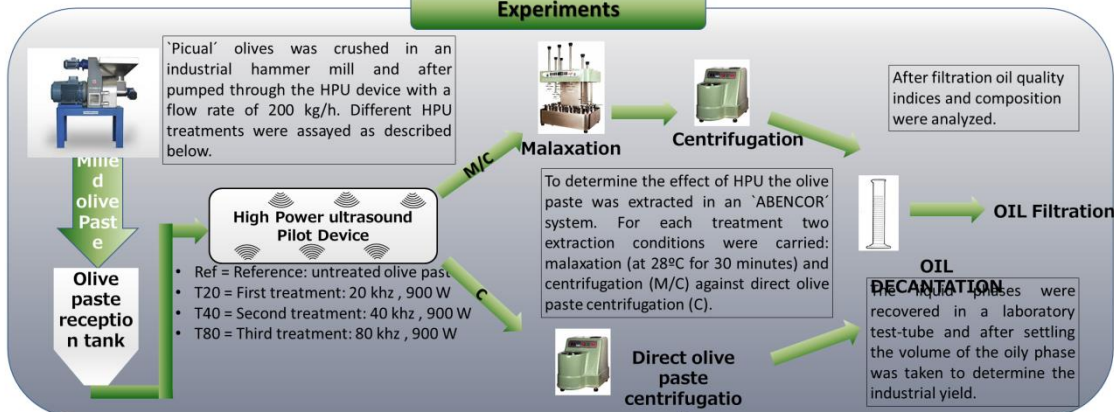 Experiments
`Picual´ olives was crushed in an
industrial hammer mill and after
pumped through the HPU device with a
flow rate of 200 kg/h. Different HPU
treatments were assayed as described
below.
Mille
d
olive
Past
e
Olive
paste
receptio
n tank
High Power ultrasound
Pilot Device
• Ref = Reference: untreated olive past
• T20 = First treatment: 20 khz , 900 W
• T40 = Second treatment: 40 khz , 900 W
• T80 = Third treatment: 80 khz , 900 W
M/C
C
Malaxation
Centrifugation
To determine the effect of HPU the olive
paste was extracted in an `ABENCOR´
system. For each treatment two
extraction conditions were carried:
malaxation (at 28ºC for 30 minutes) and
centrifugation (M/C) against direct olive
paste centrifugation (C).
Direct olive
paste
centrifugatio
After filtration oil quality
indices and composition
were analyzed.
OIL Filtration
OIL
DECANTATION
The liquid phases were
recovered in a laboratory
test-tube and after settling
the volume of the oily phase
was taken to determine the
industrial yield.